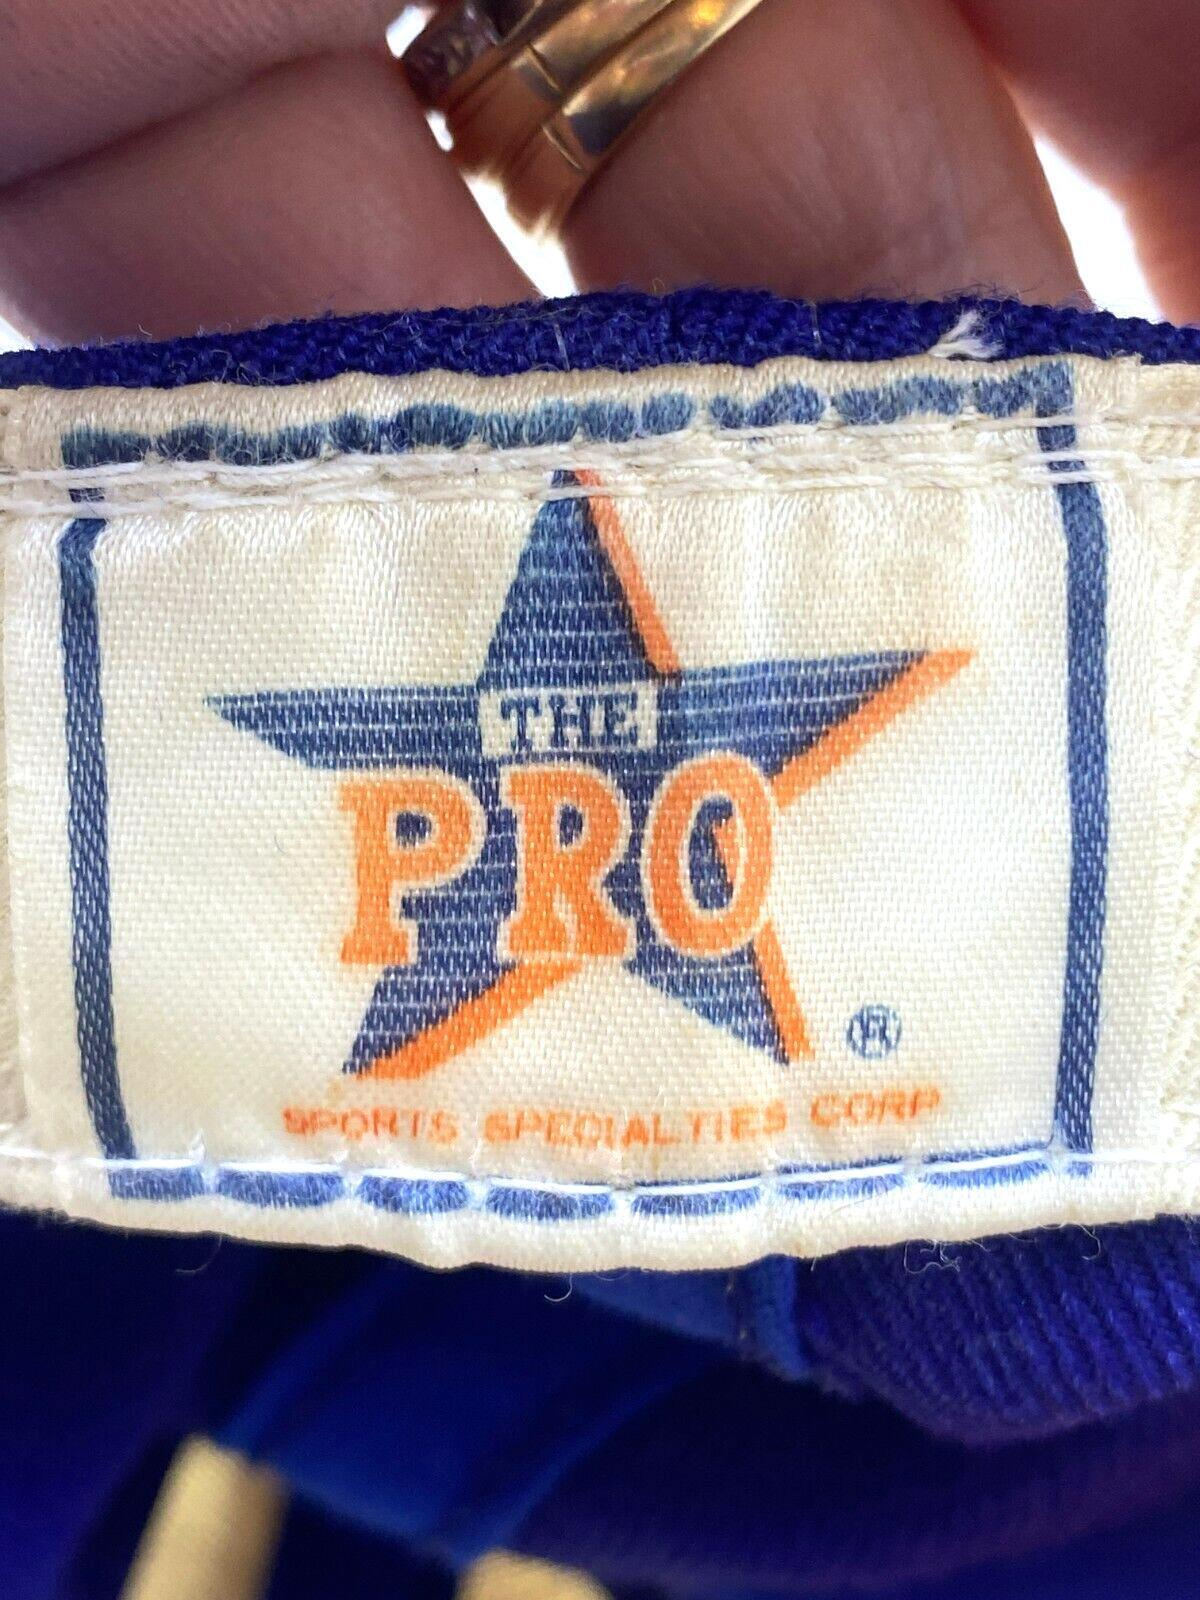 THE
PRO
®
SPORTS SPECIALTIES CORP